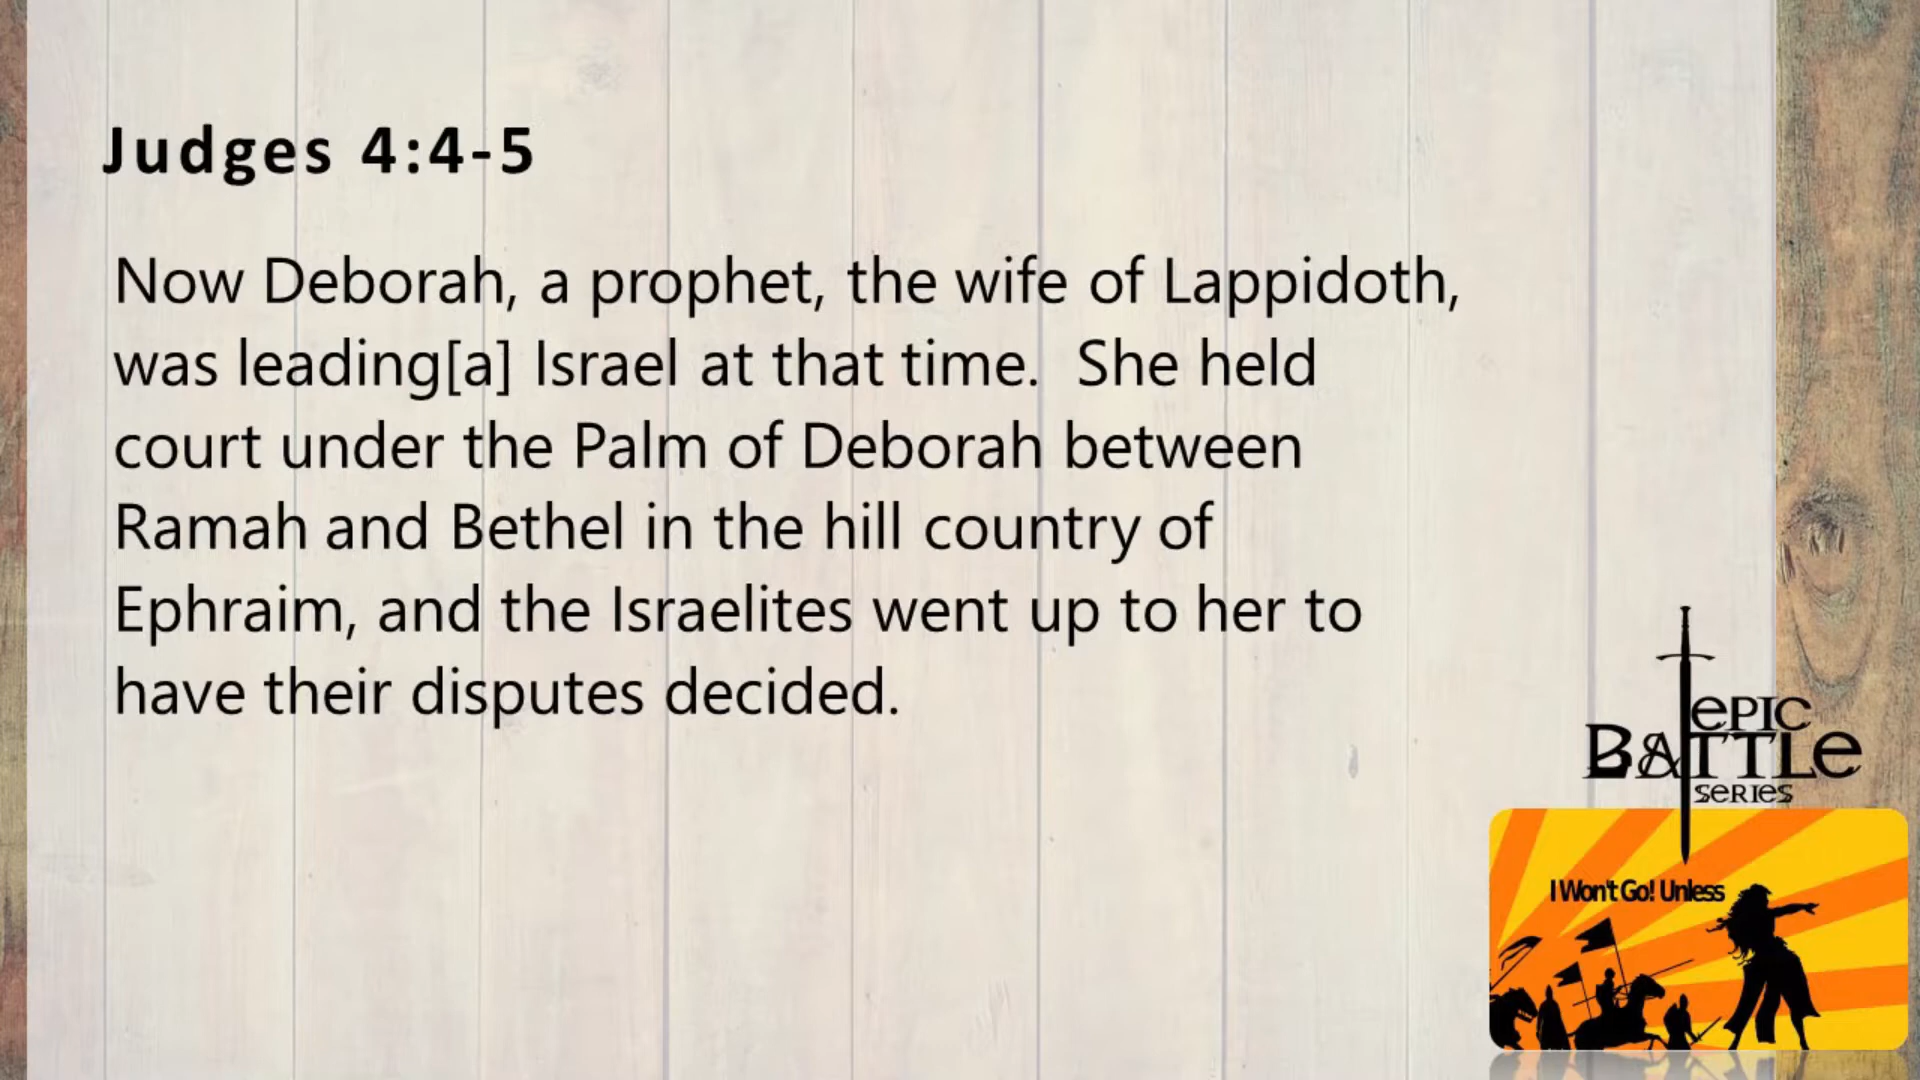 Judges 4:4-5
Now Deborah, a prophet, the wife of Lappidoth,
was leading[a] Israel at that time.  She held
court under the Palm of Deborah between
Ramah and Bethel in the hill country of
Ephraim, and the Israelites went up to her to
have their disputes decided.
EPIC
BATTLE
SERIES
I Won't Go! Unless